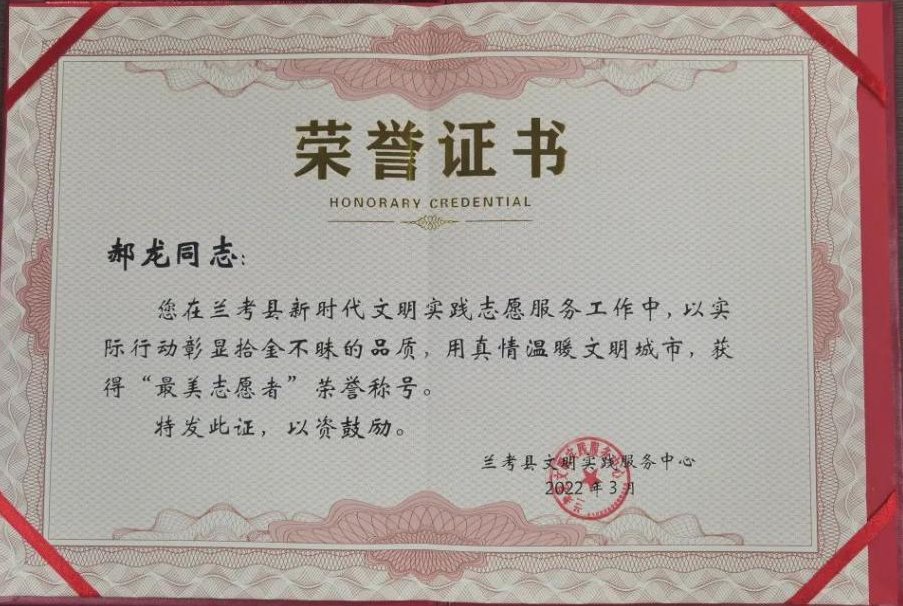 荣誉证书
HONORARY CREDENTIAL
郝龙同志：
您在兰考县新时代文明实践志愿服务工作中，以实
际行动彰显拾金不昧的品质，用真情温暖文明城市，获
得“最美志愿者”荣誉称号。
特发此证，以资鼓励。
兰考县文明实践服务中心
2022年3月